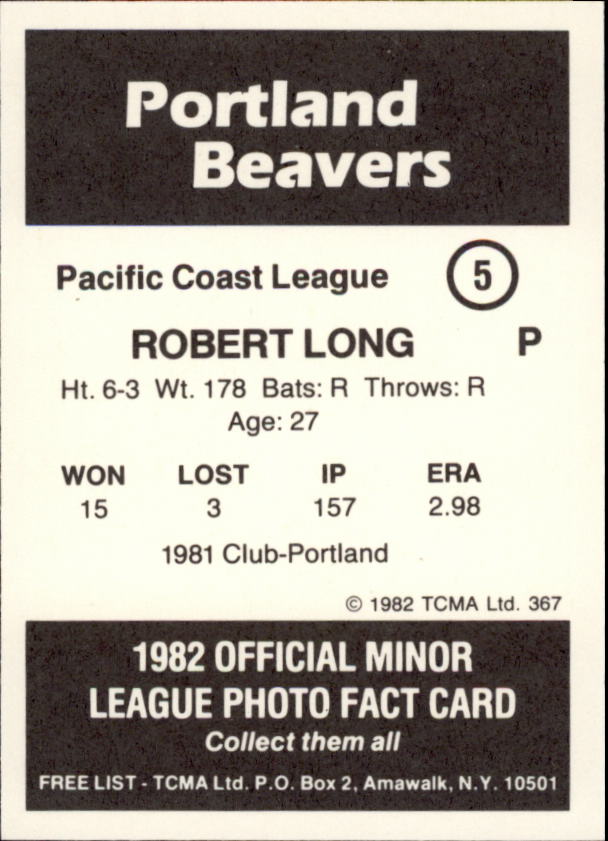 Portland
Beavers
Pacific Coast League 5
ROBERT LONG P
Ht. 6-3 Wt. 178 Bats: R Throws: R
Age: 27
WON LOST IP ERA
15 3 157 2.98
1981 Club-Portland
© 1982 TCMA Ltd. 367
1982 OFFICIAL MINOR
LEAGUE PHOTO FACT CARD
Collect them all
FREE LIST - TCMA Ltd. P.O. Box 2, Amawalk, N.Y. 10501